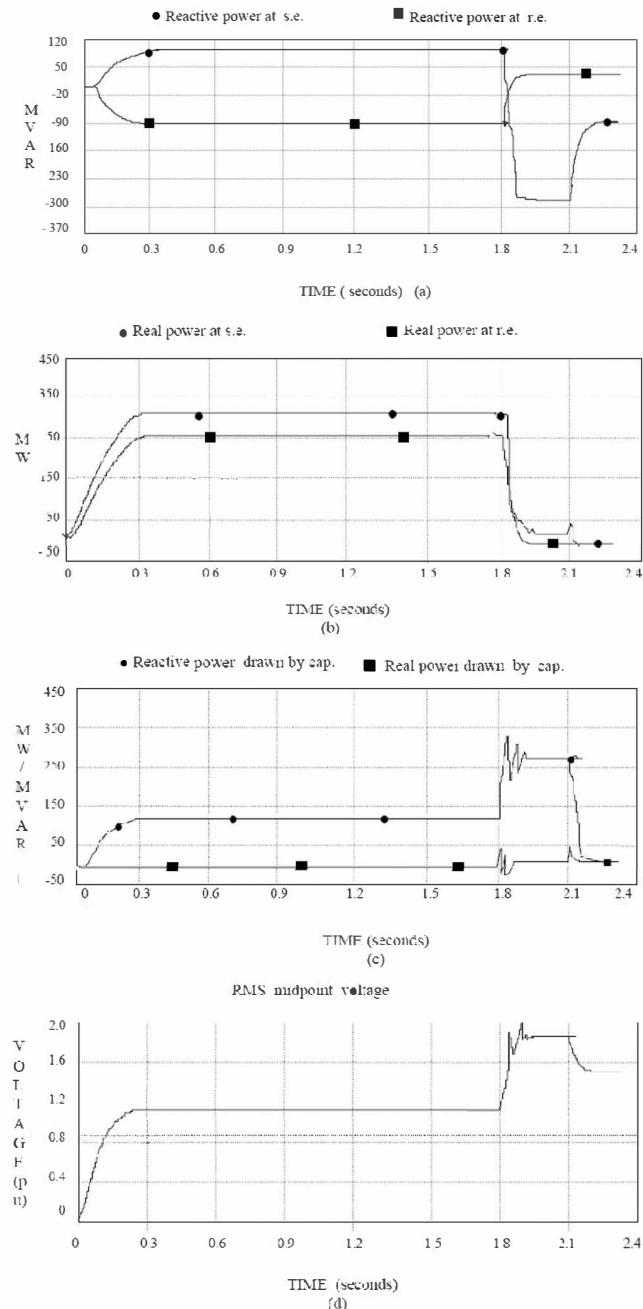 ● Reactive power at s.e. ■ Reactive power at r.e.
120
50
-20
-90
160
230
-300
-370
M
V
A
R
0 0.3 0.6 0.9 1.2 1.5 1.8 2.1 2.4
TIME ( seconds) (a)
● Real power at s.e. ■ Real power at r.e.
450
350
50
150
50
- 50
M
W
0 0.3 0.6 0.9 1.2 1.5 1.8 2.1 2.4
TIME (seconds)
(b)
● Reactive power drawn by cap. ■ Real power drawn by cap.
450
350
250
150
50
-50
M
W
/
M
V
A
R
0 0.3 0.6 0.9 1.2 1.5 1.8 2.1 2.4
TIME (seconds)
(c)
RMS midpoint voltage
2.0
1.6
1.2
0.8
0.4
0
V
O
L
T
A
G
E
(p
u)
0 0.3 0.6 0.9 1.2 1.5 1.8 2.1 2.4
TIME (seconds)
(d)